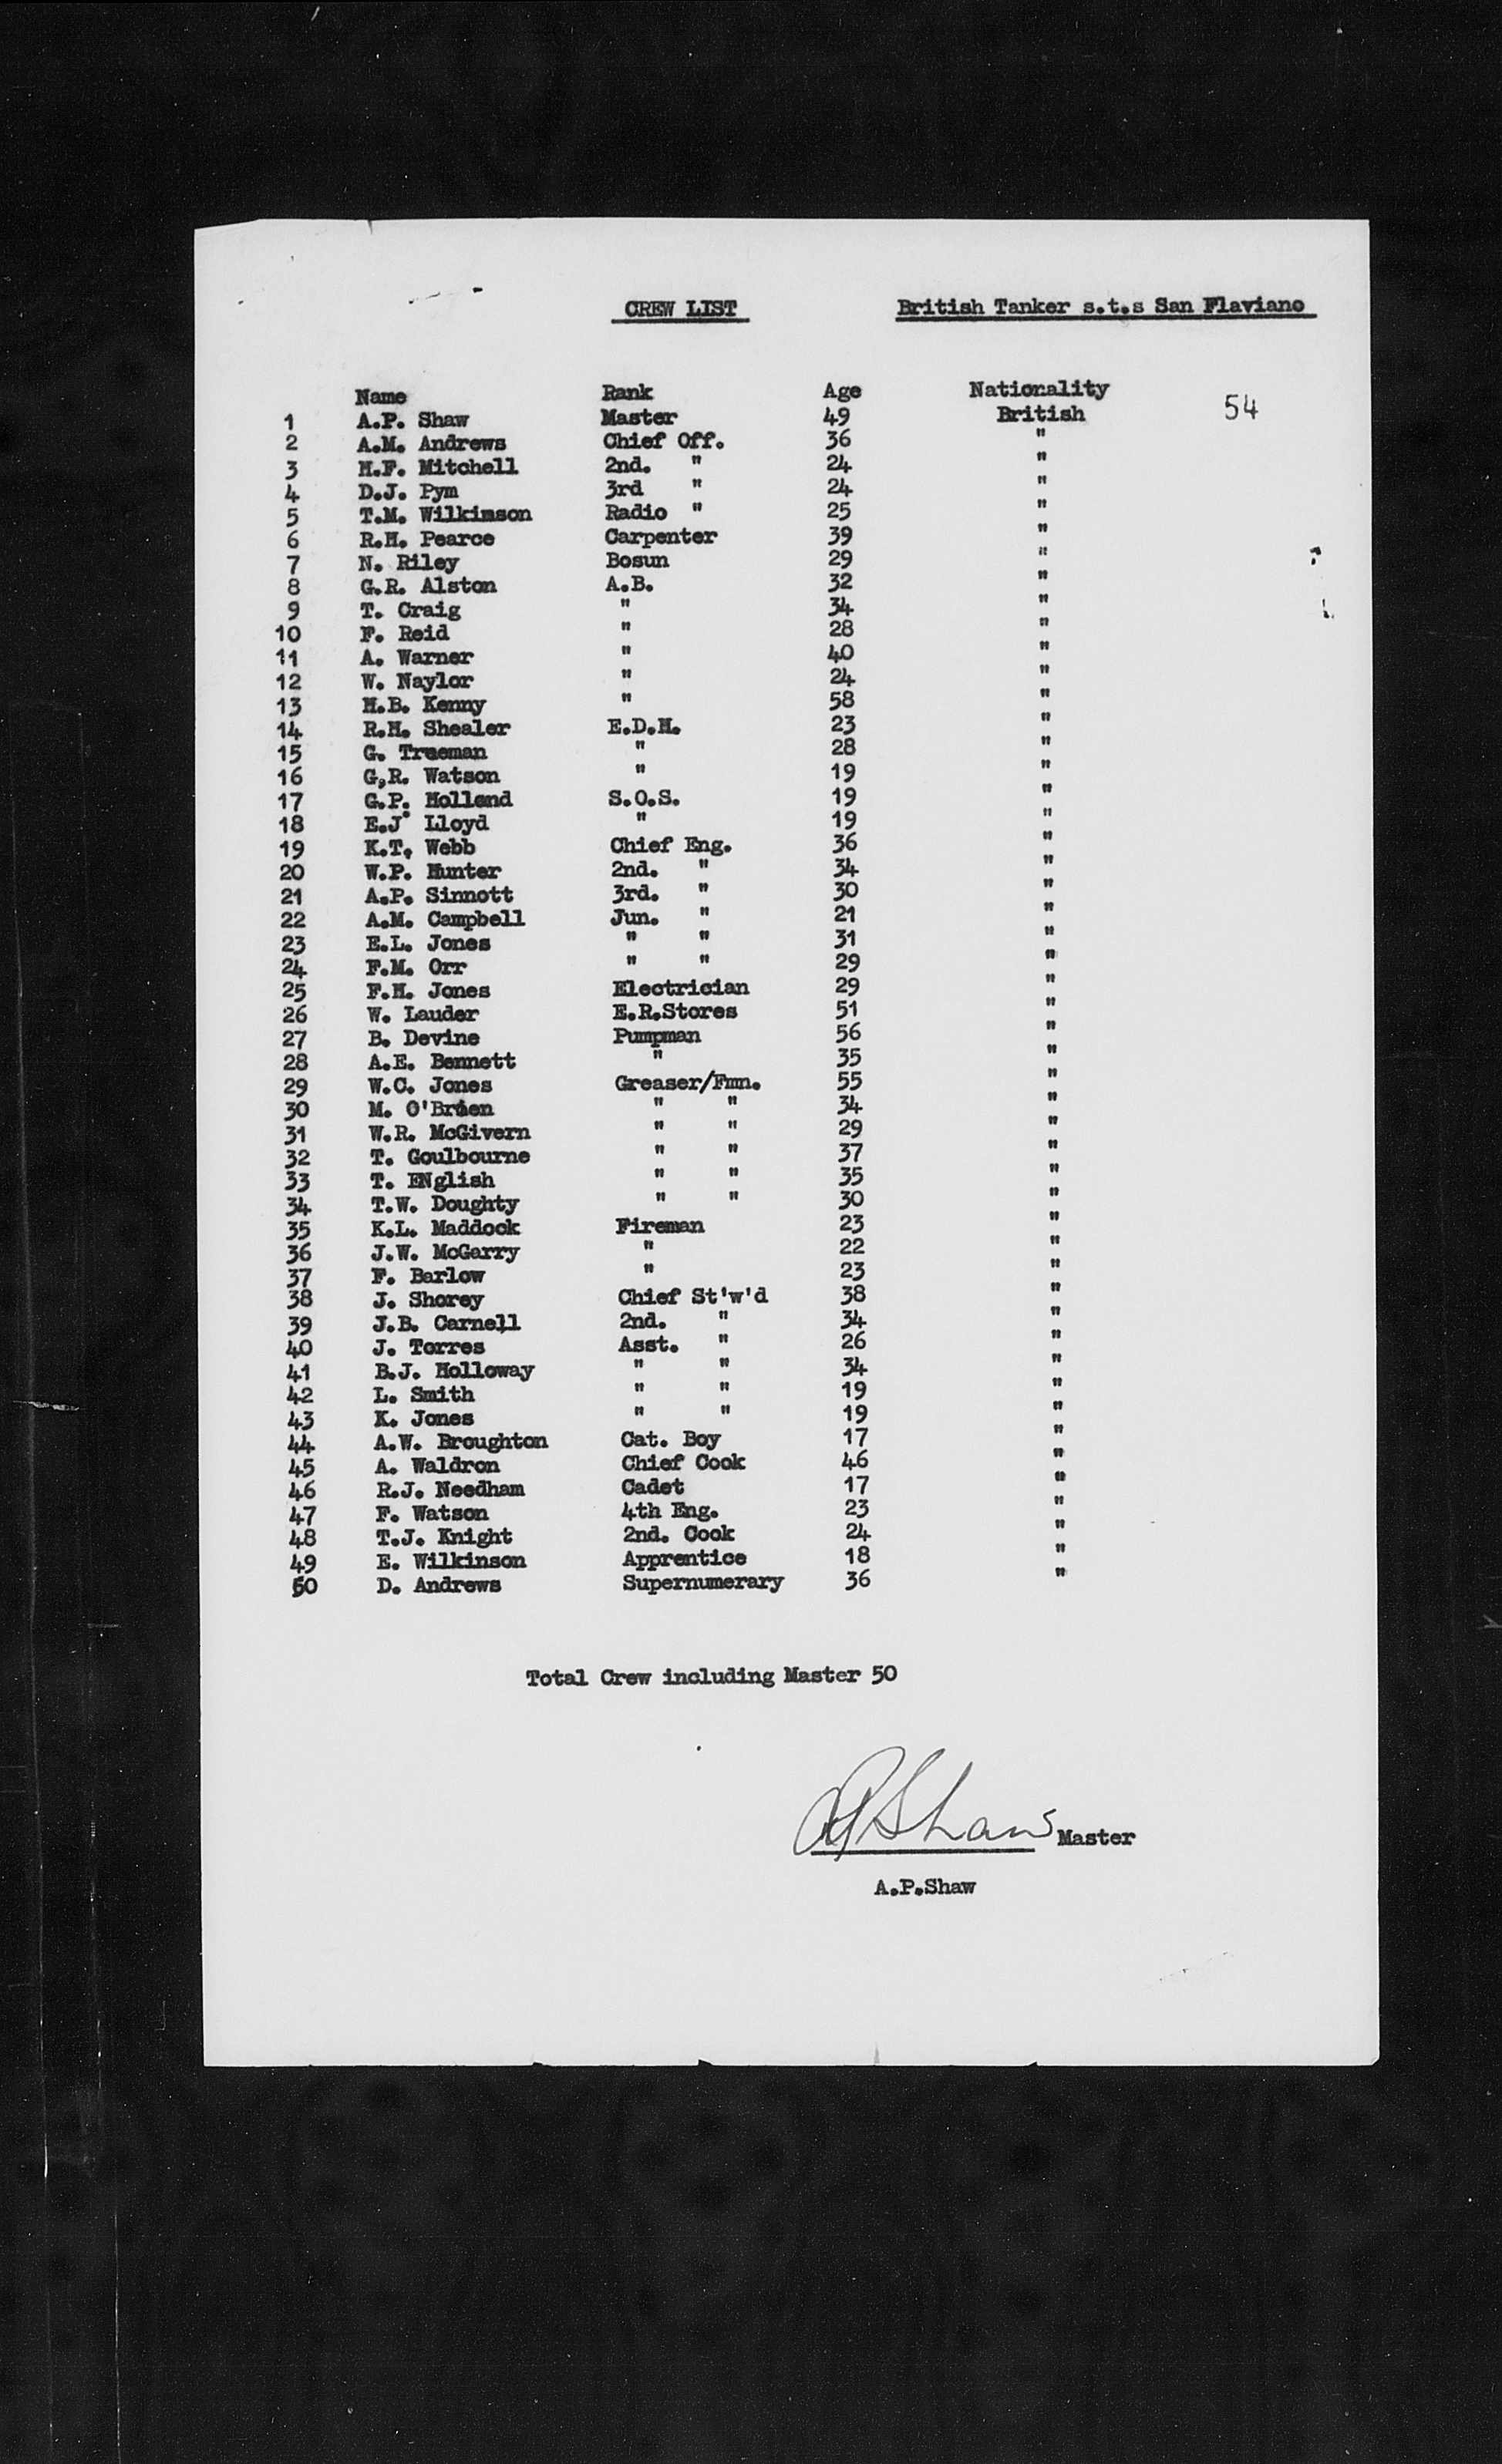 CREW LIST British Tanker s.t.s San Flaviano
Name Rank Age Nationality
1 A.P. Shaw Master 49 British 54
2 A.M. Andrews Chief Off. 36 "
3 H.F. Mitchell 2nd. " 24 "
4 D.J. Pym 3rd " 24 "
5 T.M. Wilkinson Radio " 25 "
6 R.H. Pearce Carpenter 39 "
7 N. Riley Bosun 29 "
8 G.R. Alston A.B. 32 "
9 T. Craig " 34 "
10 F. Reid " 28 "
11 A. Warner " 40 "
12 W. Naylor " 24 "
13 H.B. Kenny " 58 "
14 R.H. Shealer E.D.H. 23 "
15 G. Trueman " 28 "
16 G,R. Watson " 19 "
17 G.P. Holland S.O.S. 19 "
18 E.J. Lloyd " 19 "
19 K.T. Webb Chief Eng. 36 "
20 W.P. Hunter 2nd. " 34 "
21 A.P. Sinnott 3rd. " 30 "
22 A.M. Campbell Jun. " 21 "
23 E.L. Jones " " 31 "
24 F.M. Orr " " 29 "
25 F.H. Jones Electrician 29 "
26 W. Lauder E.R.Stores 51 "
27 B. Devine Pumpman 56 "
28 A.E. Bennett " 35 "
29 W.C. Jones Greaser/Fmn. 55 "
30 M. O'Brien " " 34 "
31 W.R. McGivern " " 29 "
32 T. Goulbourne " " 37 "
33 T. ENglish " " 35 "
34 T.W. Doughty " " 30 "
35 K.L. Maddock Fireman 23 "
36 J.W. McGarry " 22 "
37 F. Barlow " 23 "
38 J. Shorey Chief St'w'd 38 "
39 J.B. Carnell 2nd. " 34 "
40 J. Torres Asst. " 26 "
41 B.J. Holloway " " 34 "
42 L. Smith " " 19 "
43 K. Jones " " 19 "
44 A.W. Broughton Cat. Boy 17 "
45 A. Waldron Chief Cook 46 "
46 R.J. Needham Cadet 17 "
47 F. Watson 4th Eng. 23 "
48 T.J. Knight 2nd. Cook 24 "
49 E. Wilkinson Apprentice 18 "
50 D. Andrews Supernumerary 36 "
Total Crew including Master 50
AP Shaw Master
A.P.Shaw